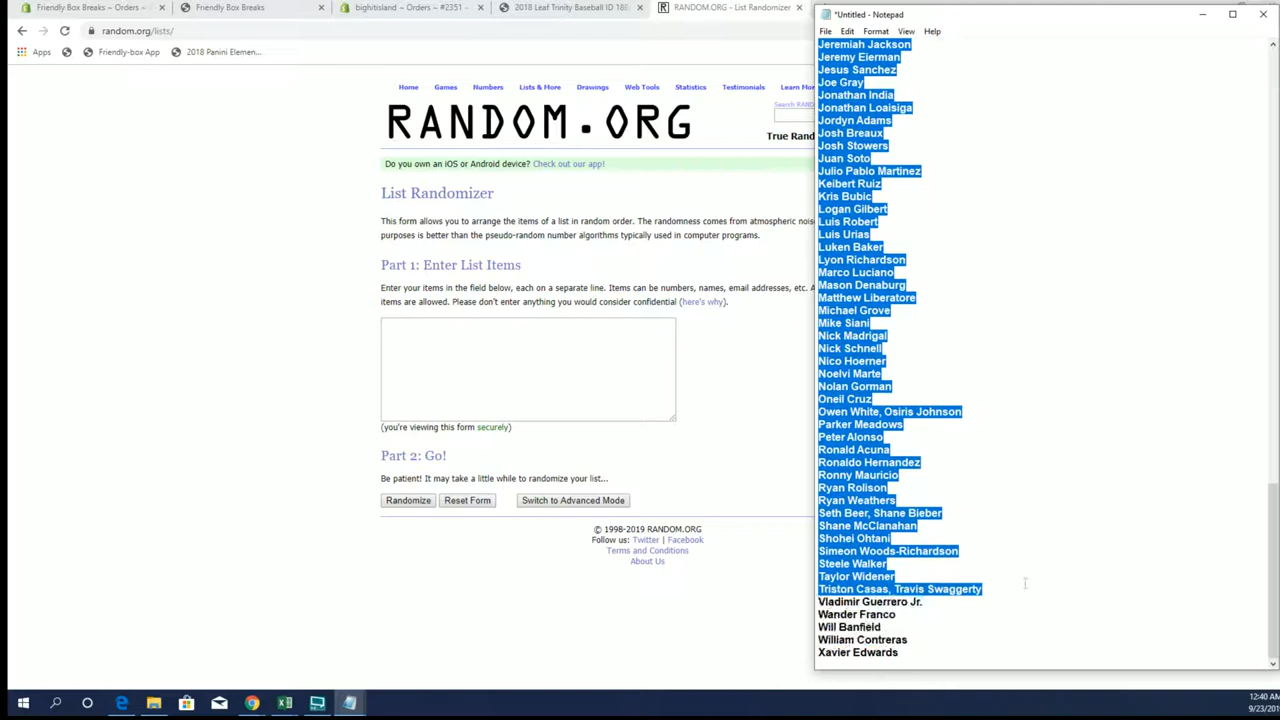 Friendly Box Breaks ~ Orders ~
Friendly Box Breaks
bighitisland ~ Orders ~ #2351
2018 Leaf Trinity Baseball ID 188
RANDOM.ORG - List Randomizer
random.org/lists/
Apps
Friendly-box App
2018 Panini Elemen...
Home
Games
Numbers
Lists & More
Drawings
Web Tools
Statistics
Testimonials
Learn Mor
RANDOM.ORG
Search RAND
True Rand
Do you own an iOS or Android device? Check out our app!
List Randomizer
This form allows you to arrange the items of a list in random order. The randomness comes from atmospheric nois
purposes is better than the pseudo-random number algorithms typically used in computer programs.
Part 1: Enter List Items
Enter your items in the field below, each on a separate line. Items can be numbers, names, email addresses, etc. A
items are allowed. Please don't enter anything you would consider confidential (here's why).
(you're viewing this form securely)
Part 2: Go!
Be patient! It may take a little while to randomize your list...
Randomize
Reset Form
Switch to Advanced Mode
© 1998-2019 RANDOM.ORG
Follow us: Twitter | Facebook
Terms and Conditions
About Us
*Untitled - Notepad
File Edit Format View Help
Jeremiah Jackson
Jeremy Eierman
Jesus Sanchez
Joe Gray
Jonathan India
Jonathan Loaisiga
Jordyn Adams
Josh Breaux
Josh Stowers
Juan Soto
Julio Pablo Martinez
Keibert Ruiz
Kris Bubic
Logan Gilbert
Luis Robert
Luis Urias
Luken Baker
Lyon Richardson
Marco Luciano
Mason Denaburg
Matthew Liberatore
Michael Grove
Mike Siani
Nick Madrigal
Nick Schnell
Nico Hoerner
Noelvi Marte
Nolan Gorman
Oneil Cruz
Owen White, Osiris Johnson
Parker Meadows
Peter Alonso
Ronald Acuna
Ronaldo Hernandez
Ronny Mauricio
Ryan Rolison
Ryan Weathers
Seth Beer, Shane Bieber
Shane McClanahan
Shohei Ohtani
Simeon Woods-Richardson
Steele Walker
Taylor Widener
Triston Casas, Travis Swaggerty
Vladimir Guerrero Jr.
Wander Franco
Will Banfield
William Contreras
Xavier Edwards
12:40 AM
9/23/201